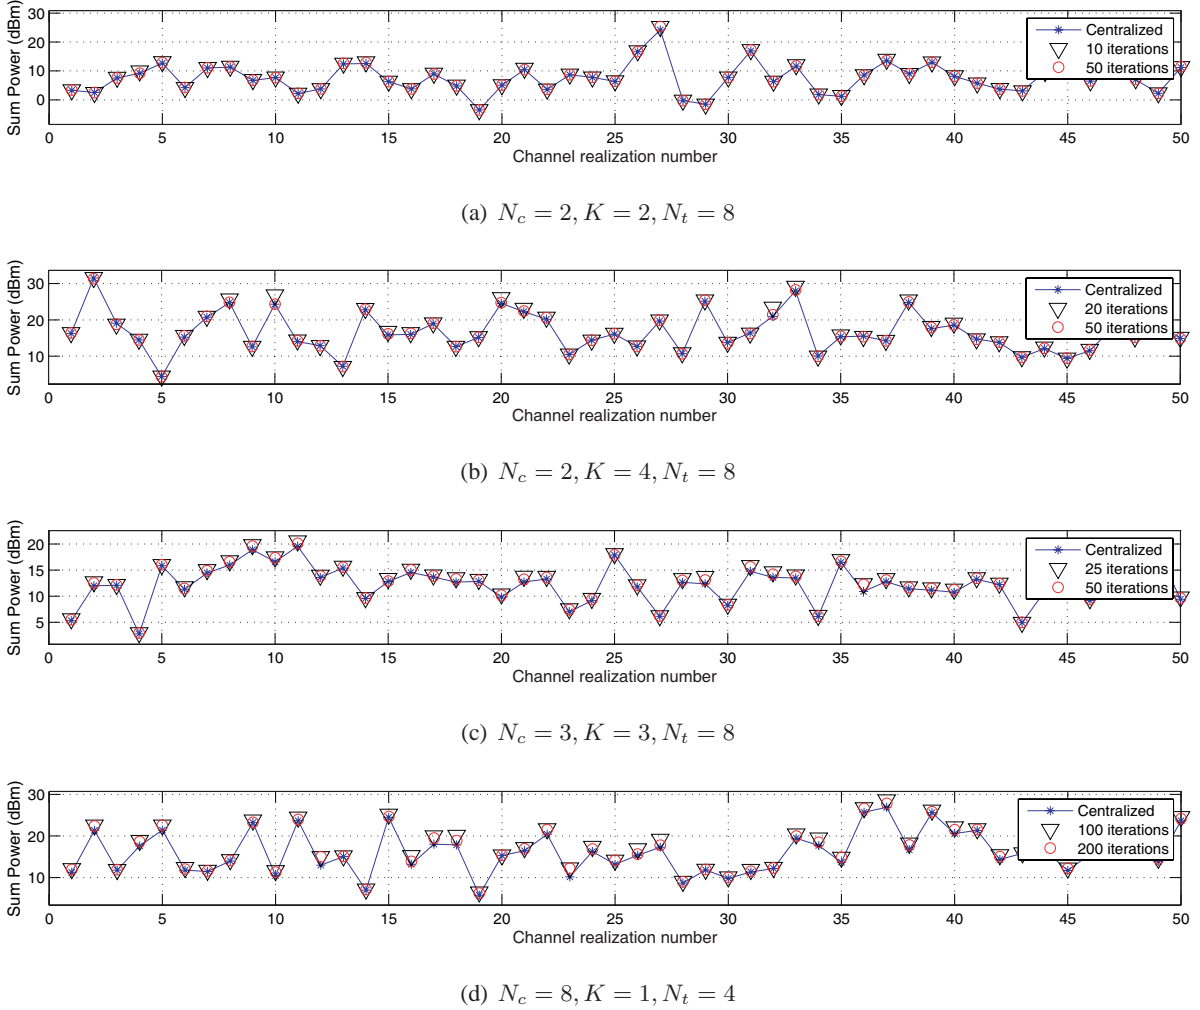 Sum Power (dBm)
30
20
10
0
Centralized
10 iterations
50 iterations
0 5 10 15 20 25 30 35 40 45 50
Channel realization number
(a) N_c = 2, K = 2, N_t = 8
Sum Power (dBm)
30
20
10
Centralized
20 iterations
50 iterations
0 5 10 15 20 25 30 35 40 45 50
Channel realization number
(b) N_c = 2, K = 4, N_t = 8
Sum Power (dBm)
20
15
10
5
Centralized
25 iterations
50 iterations
0 5 10 15 20 25 30 35 40 45 50
Channel realization number
(c) N_c = 3, K = 3, N_t = 8
Sum Power (dBm)
30
20
10
Centralized
100 iterations
200 iterations
0 5 10 15 20 25 30 35 40 45 50
Channel realization number
(d) N_c = 8, K = 1, N_t = 4